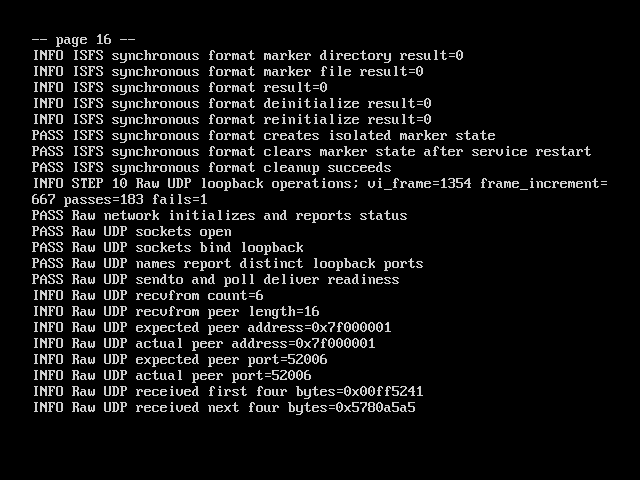 -- page 16 --
INFO ISFS synchronous format marker directory result=0
INFO ISFS synchronous format marker file result=0
INFO ISFS synchronous format result=0
INFO ISFS synchronous format deinitialize result=0
INFO ISFS synchronous format reinitialize result=0
PASS ISFS synchronous format creates isolated marker state
PASS ISFS synchronous format clears marker state after service restart
PASS ISFS synchronous format cleanup succeeds
INFO STEP 10 Raw UDP loopback operations; vi_frame=1354 frame_increment=
667 passes=183 fails=1
PASS Raw network initializes and reports status
PASS Raw UDP sockets open
PASS Raw UDP sockets bind loopback
PASS Raw UDP names report distinct loopback ports
PASS Raw UDP sendto and poll deliver readiness
INFO Raw UDP recvfrom count=6
INFO Raw UDP recvfrom peer length=16
INFO Raw UDP expected peer address=0x7f000001
INFO Raw UDP actual peer address=0x7f000001
INFO Raw UDP expected peer port=52006
INFO Raw UDP actual peer port=52006
INFO Raw UDP received first four bytes=0x00ff5241
INFO Raw UDP received next four bytes=0x5780a5a5